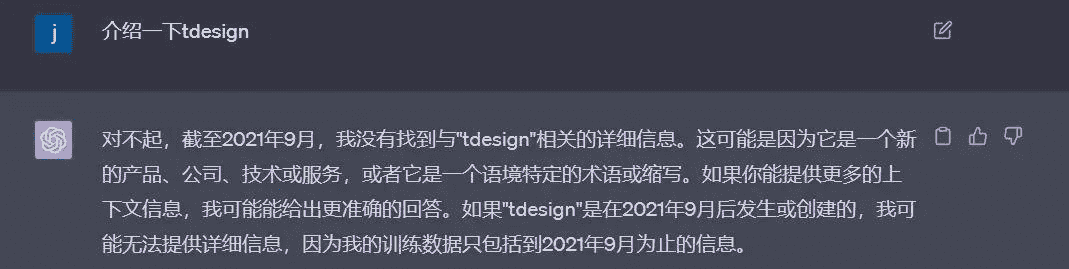 j
介绍一下tdesign
对不起，截至2021年9月，我没有找到与"tdesign"相关的详细信息。这可能是因为它是一个新
的产品、公司、技术或服务，或者它是一个语境特定的术语或缩写。如果你能提供更多的上
下文信息，我可能能给出更准确的回答。如果"tdesign"是在2021年9月后发生或创建的，我可
能无法提供详细信息，因为我的训练数据只包括到2021年9月为止的信息。